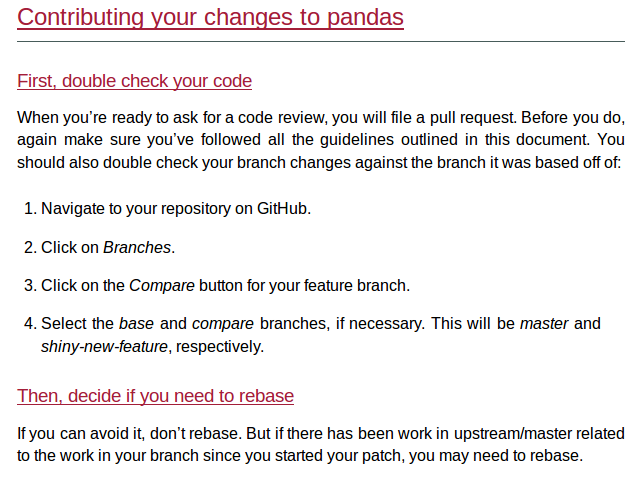 Contributing your changes to pandas
First, double check your code
When you’re ready to ask for a code review, you will file a pull request. Before you do,
again make sure you’ve followed all the guidelines outlined in this document. You
should also double check your branch changes against the branch it was based off of:
1. Navigate to your repository on GitHub.
2. Click on Branches.
3. Click on the Compare button for your feature branch.
4. Select the base and compare branches, if necessary. This will be master and
shiny-new-feature, respectively.
Then, decide if you need to rebase
If you can avoid it, don’t rebase. But if there has been work in upstream/master related
to the work in your branch since you started your patch, you may need to rebase.